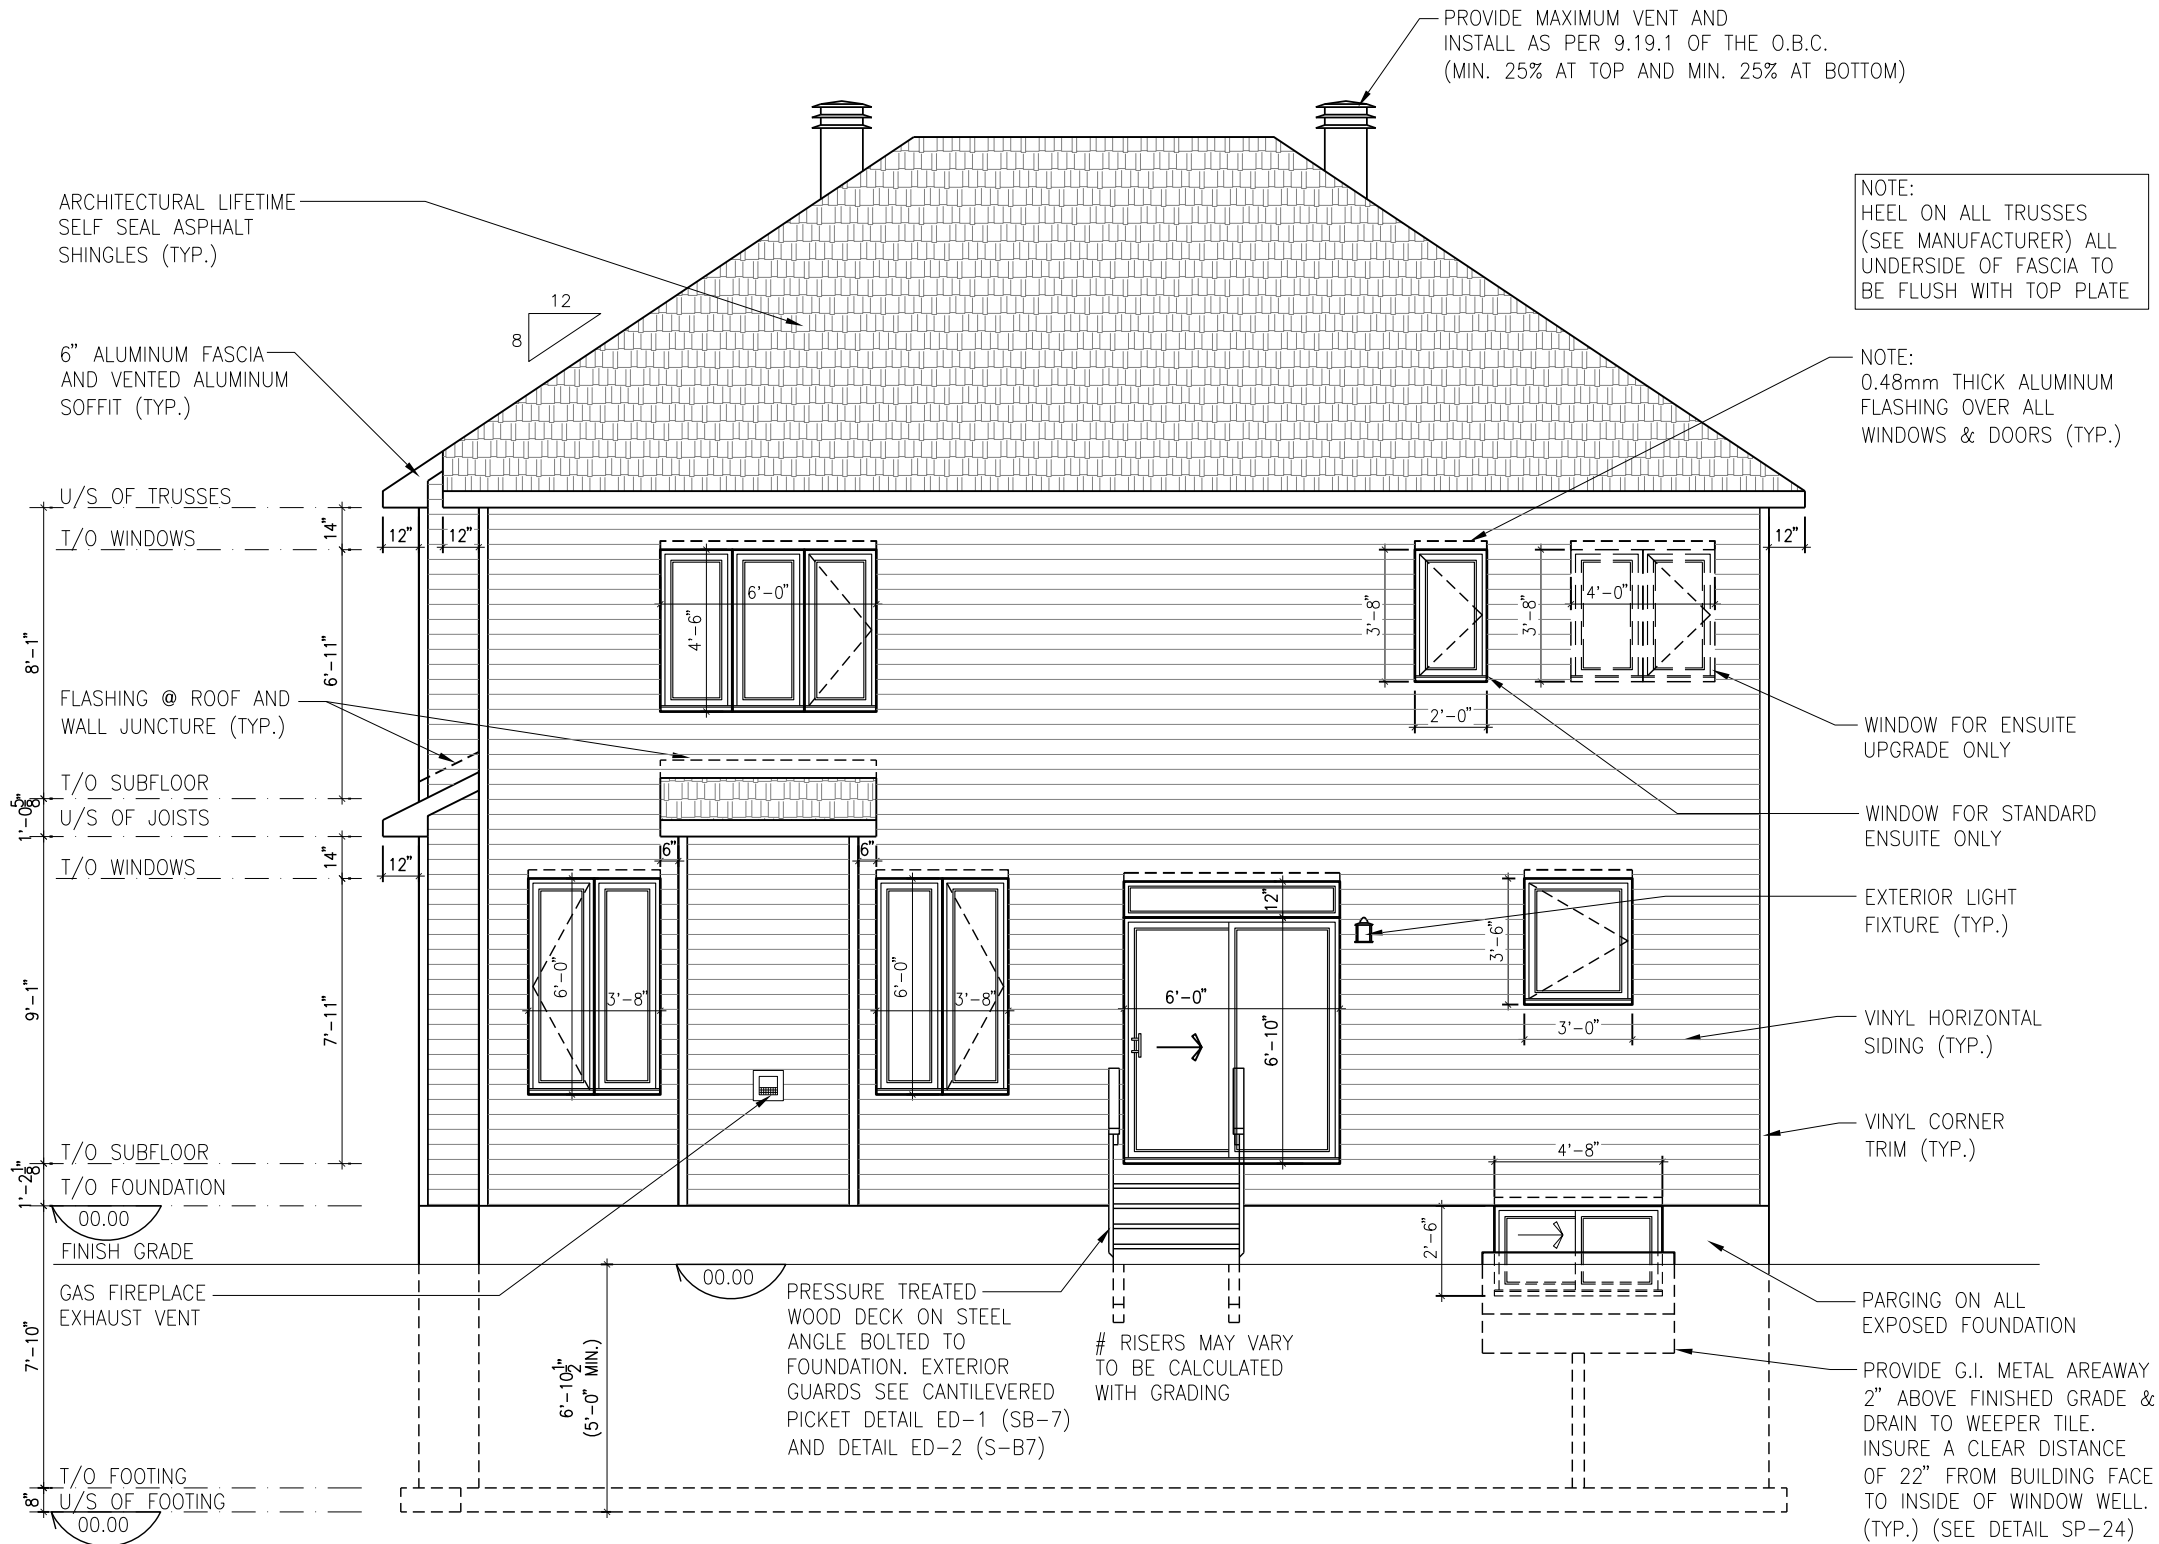 PROVIDE MAXIMUM VENT AND
INSTALL AS PER 9.19.1 OF THE O.B.C.
(MIN. 25% AT TOP AND MIN. 25% AT BOTTOM)
ARCHITECTURAL LIFETIME
SELF SEAL ASPHALT
SHINGLES (TYP.)
NOTE:
HEEL ON ALL TRUSSES
(SEE MANUFACTURER) ALL
UNDERSIDE OF FASCIA TO
BE FLUSH WITH TOP PLATE
12
8
6" ALUMINUM FASCIA
AND VENTED ALUMINUM
SOFFIT (TYP.)
NOTE:
0.48mm THICK ALUMINUM
FLASHING OVER ALL
WINDOWS & DOORS (TYP.)
U/S OF TRUSSES
14"
12"
12"
12"
T/O WINDOWS
8'-1"
6'-11"
6'-0"
4'-6"
3'-8"
2'-0"
3'-8"
4'-0"
FLASHING @ ROOF AND
WALL JUNCTURE (TYP.)
WINDOW FOR ENSUITE
UPGRADE ONLY
T/O SUBFLOOR
1'-0 5/8"
U/S OF JOISTS
WINDOW FOR STANDARD
ENSUITE ONLY
14"
12"
6"
6"
T/O WINDOWS
EXTERIOR LIGHT
FIXTURE (TYP.)
9'-1"
7'-11"
6'-0"
3'-8"
6'-0"
3'-8"
12"
6'-0"
6'-10"
3'-6"
3'-0"
VINYL HORIZONTAL
SIDING (TYP.)
VINYL CORNER
TRIM (TYP.)
T/O SUBFLOOR
1'-2 1/8"
T/O FOUNDATION
4'-8"
2'-6"
00.00
FINISH GRADE
00.00
GAS FIREPLACE
EXHAUST VENT
PRESSURE TREATED
WOOD DECK ON STEEL
ANGLE BOLTED TO
FOUNDATION. EXTERIOR
GUARDS SEE CANTILEVERED
PICKET DETAIL ED-1 (SB-7)
AND DETAIL ED-2 (S-B7)
# RISERS MAY VARY
TO BE CALCULATED
WITH GRADING
PARGING ON ALL
EXPOSED FOUNDATION
7'-10"
6'-10 1/2"
(5'-0" MIN.)
PROVIDE G.I. METAL AREAWAY
2" ABOVE FINISHED GRADE &
DRAIN TO WEEPER TILE.
INSURE A CLEAR DISTANCE
OF 22" FROM BUILDING FACE
TO INSIDE OF WINDOW WELL.
(TYP.) (SEE DETAIL SP-24)
T/O FOOTING
8"
U/S OF FOOTING
00.00